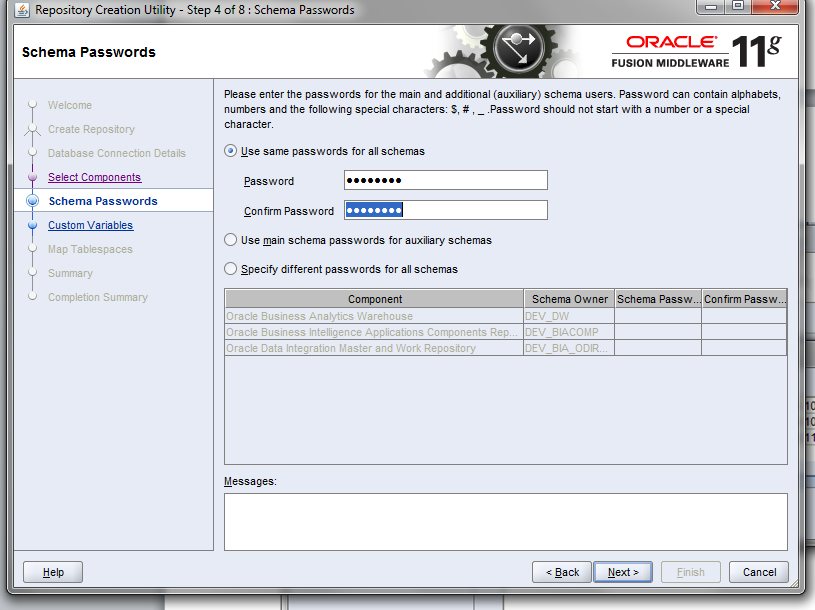 Repository Creation Utility - Step 4 of 8 : Schema Passwords
Schema Passwords
ORACLE
FUSION MIDDLEWARE 11g
Welcome
Create Repository
Database Connection Details
Select Components
Schema Passwords
Custom Variables
Map Tablespaces
Summary
Completion Summary
Please enter the passwords for the main and additional (auxiliary) schema users. Password can contain alphabets,
numbers and the following special characters: $, # , _ .Password should not start with a number or a special
character.
Use same passwords for all schemas
Password
Confirm Password
Use main schema passwords for auxiliary schemas
Specify different passwords for all schemas
Component Schema Owner Schema Passw... Confirm Passw...
Oracle Business Analytics Warehouse DEV_DW
Oracle Business Intelligence Applications Components Rep... DEV_BIACOMP
Oracle Data Integration Master and Work Repository DEV_BIA_ODIR...
Messages:
Help < Back Next > Finish Cancel